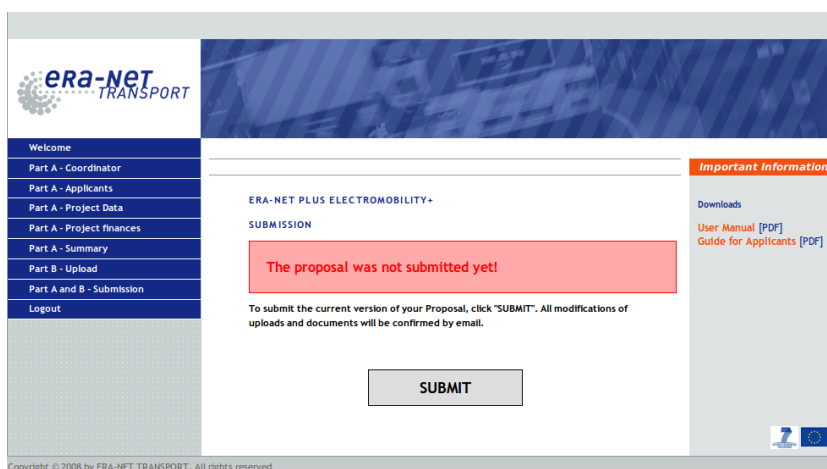 era-net
TRANSPORT
Welcome
Part A - Coordinator
Part A - Applicants
Part A - Project Data
Part A - Project finances
Part A - Summary
Part B - Upload
Part A and B - Submission
Logout
ERA-NET PLUS ELECTROMOBILITY+
SUBMISSION
The proposal was not submitted yet!
To submit the current version of your Proposal, click "SUBMIT". All modifications of
uploads and documents will be confirmed by email.
SUBMIT
Important Information
Downloads
User Manual [PDF]
Guide for Applicants [PDF]
Copyright © 2008 by ERA-NET TRANSPORT. All rights reserved.